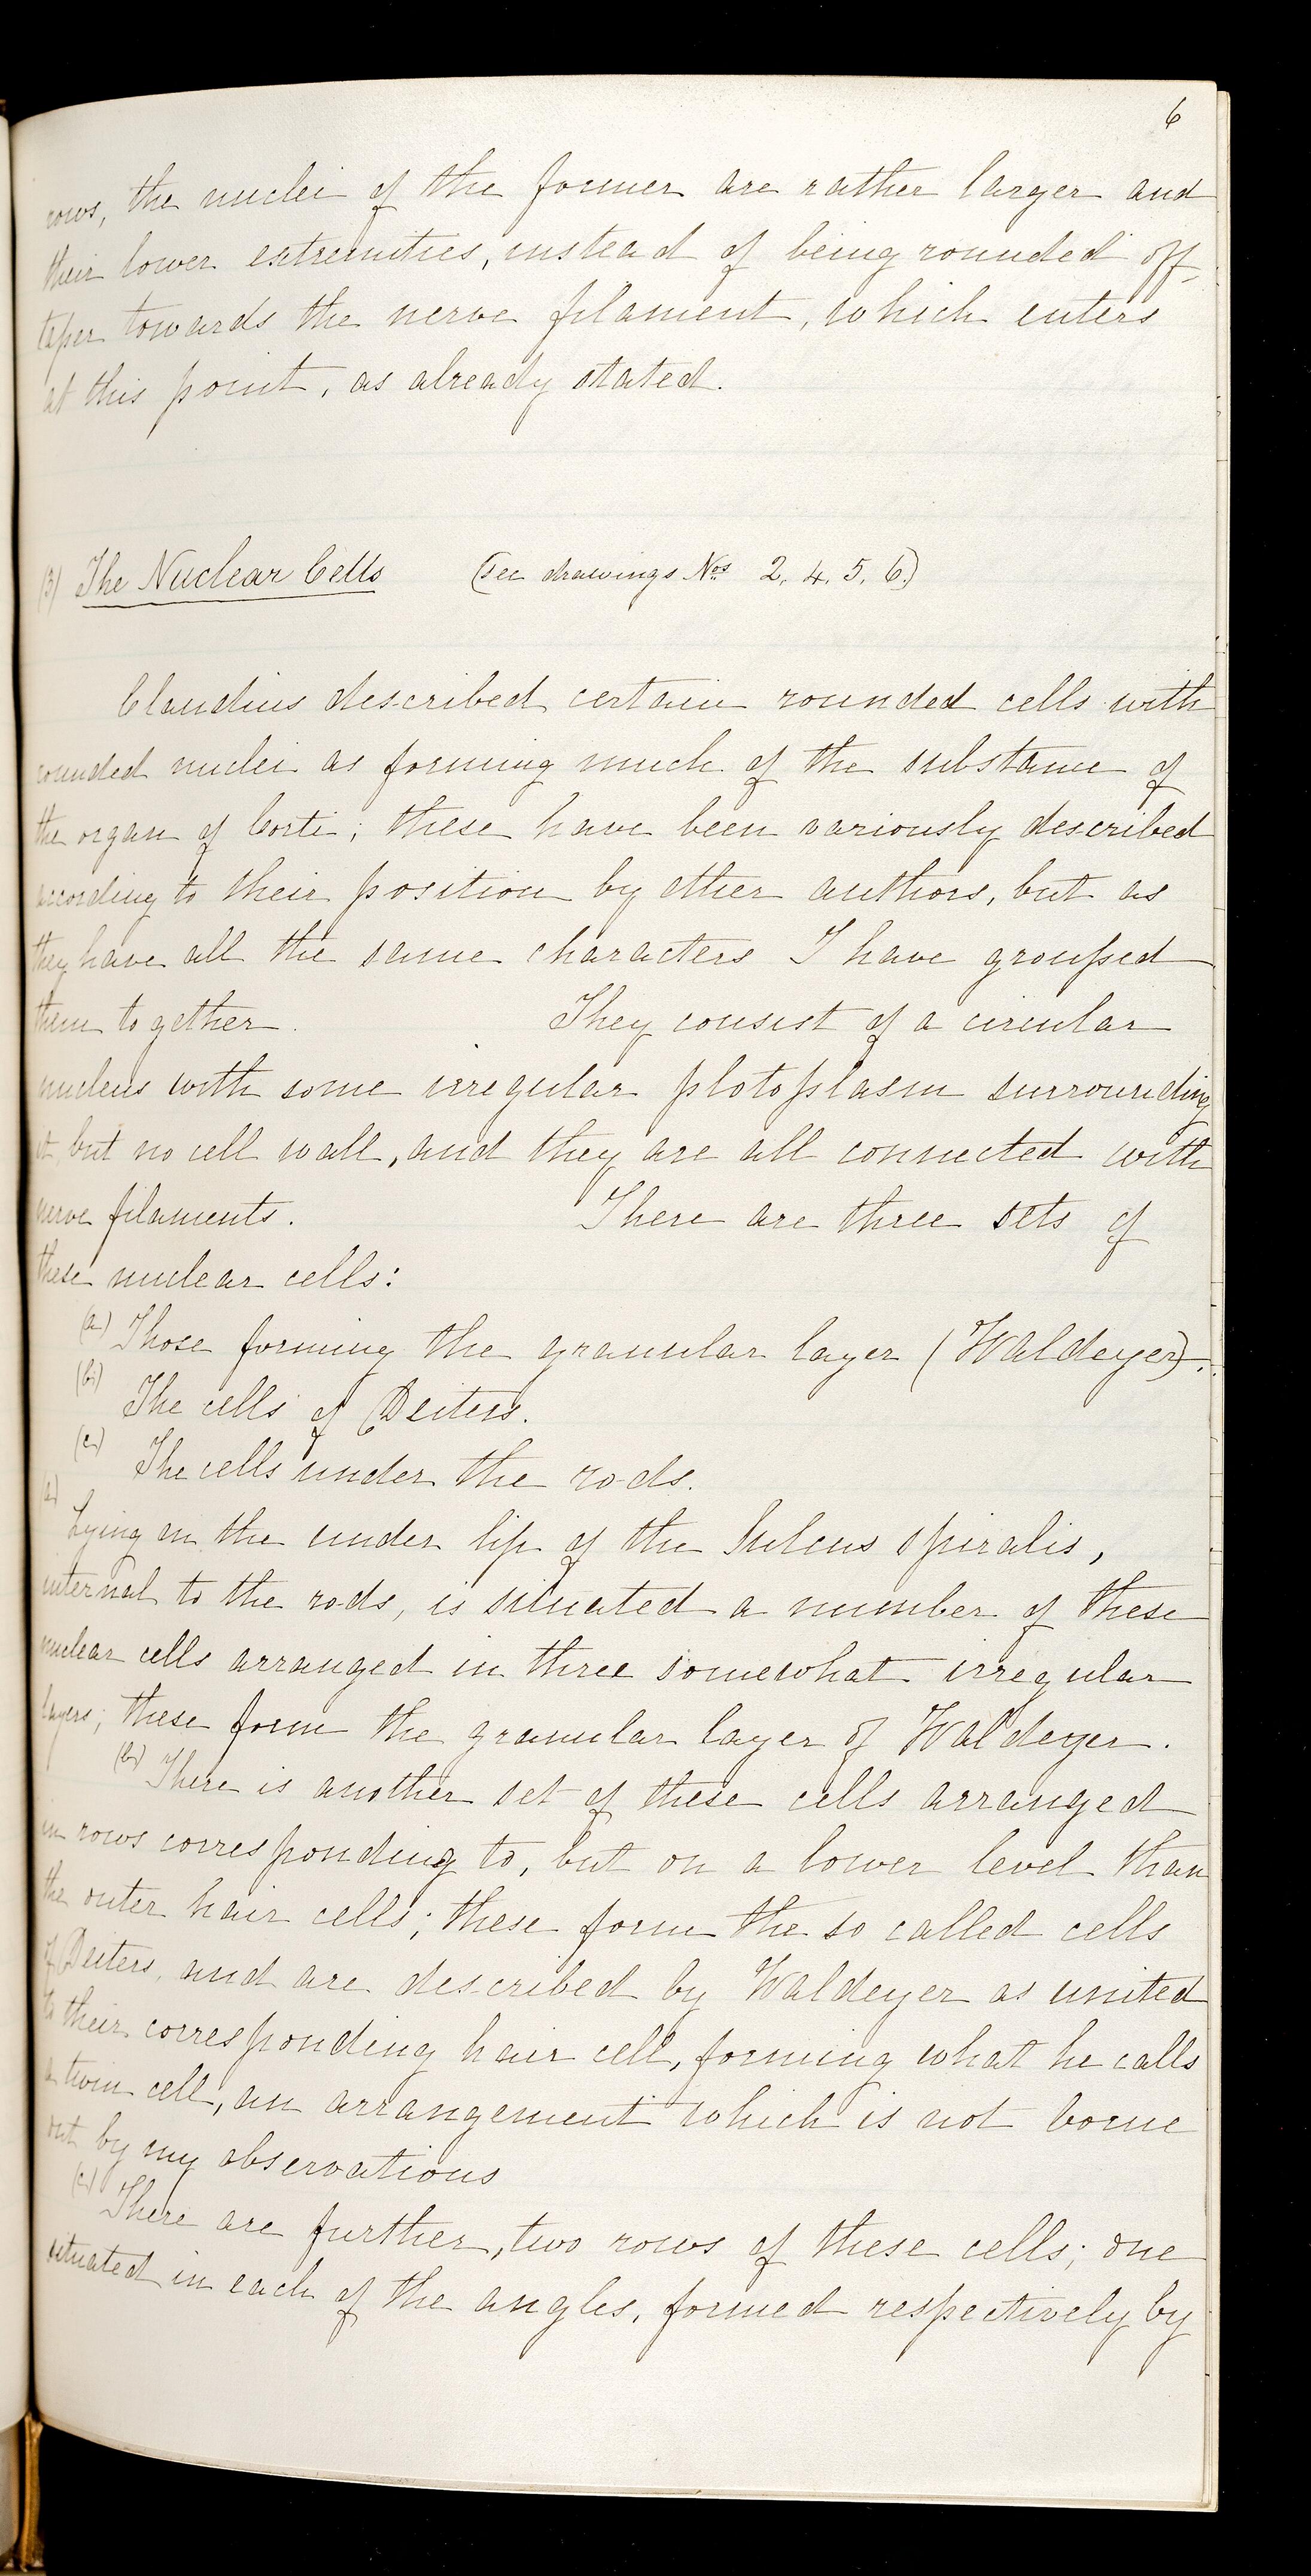 6
rows, the nuclei of the former are rather larger and
their lower extremities, instead of being rounded off,
taper towards the nerve filament, which enters
at this point, as already stated.
(3) The Nuclear Cells (see drawings Nos 2. 4. 5. 6.)
Claudius described certain rounded cells with
rounded nuclei as forming much of the substance of
the organ of Corti; these have been variously described
according to their position by other authors, but as
they have all the same characters I have grouped
them together. They consist of a circular
nucleus with some irregular plotoplasm surrounding
it but no cell wall, and they are all connected with
nerve filaments. There are three sets of
these nuclear cells:
(a) Those forming the granular layer (Waldeyer).
(b) The cells of Deiters.
(c) The cells under the rods.
(a) Lying on the under lip of the Sulcus spiralis,
internal to the rods, is situated a number of these
nuclear cells arranged in three somewhat irregular
layers; these form the granular layer of Waldeyer.
(b) There is another set of these cells arranged
in rows corresponding to, but on a lower level than
the outer hair cells; these form the so called cells
of Deiters, and are described by Waldeyer as united
to their corresponding hair cell, forming what he calls
a twin cell, an arrangement which is not borne
out by my observations
(c) There are further, two rows of these cells; one
situated in each of the angles, formed respectively by